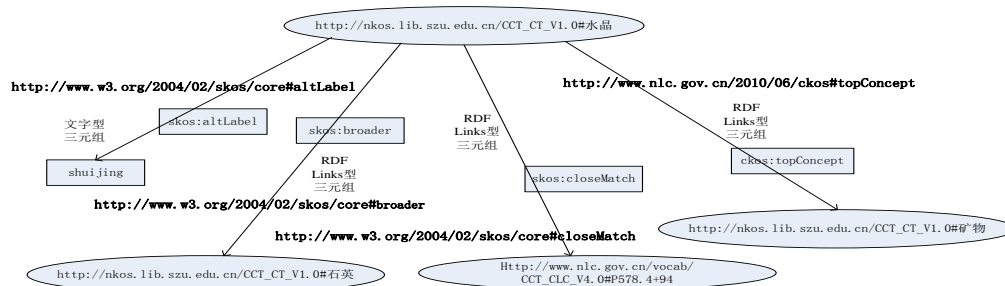 http://nkos.lib.szu.edu.cn/CCT_CT_V1.0#水晶
http://www.w3.org/2004/02/skos/core#altLabel
http://www.nlc.gov.cn/2010/06/ckos#topConcept
文字型
三元组
skos:altLabel
skos:broader
RDF
Links型
三元组
RDF
Links型
三元组
shuijing
RDF
Links型
三元组
skos:closeMatch
ckos:topConcept
http://www.w3.org/2004/02/skos/core#broader
http://www.w3.org/2004/02/skos/core#closeMatch
http://nkos.lib.szu.edu.cn/CCT_CT_V1.0#矿物
http://nkos.lib.szu.edu.cn/CCT_CT_V1.0#石英
Http://www.nlc.gov.cn/vocab/
CCT_CLC_V4.0#P578.4+94